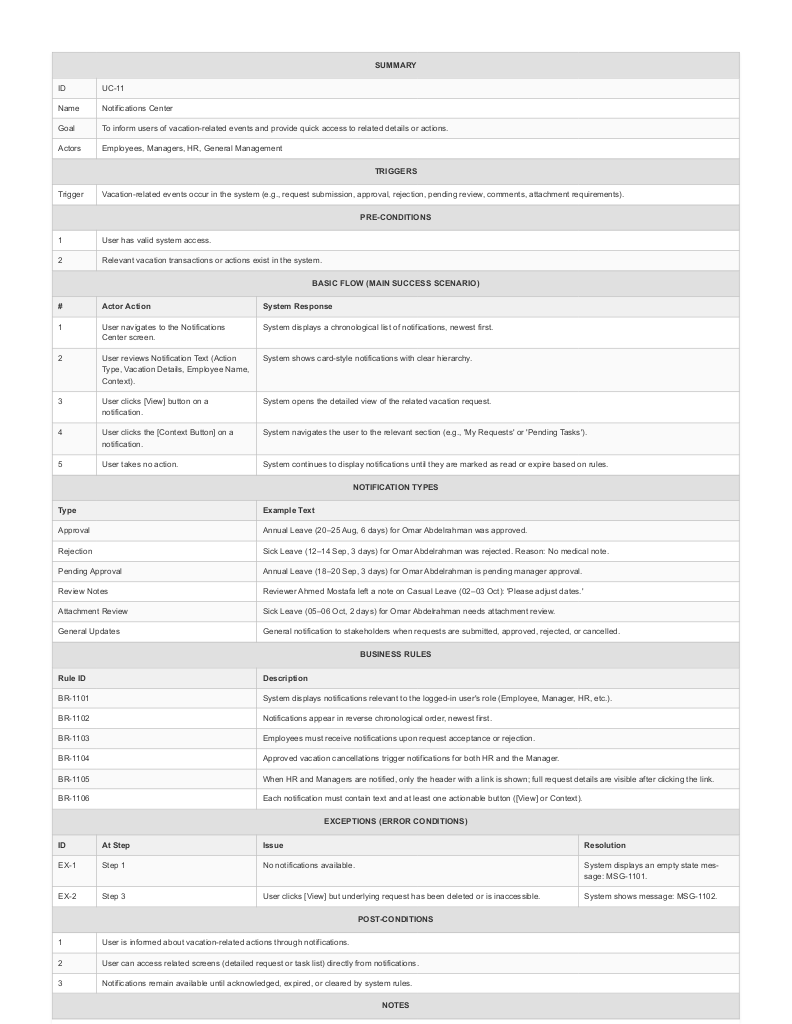 SUMMARY
ID UC-11
Name Notifications Center
Goal To inform users of vacation-related events and provide quick access to related details or actions.
Actors Employees, Managers, HR, General Management
TRIGGERS
Trigger Vacation-related events occur in the system (e.g., request submission, approval, rejection, pending review, comments, attachment requirements).
PRE-CONDITIONS
1 User has valid system access.
2 Relevant vacation transactions or actions exist in the system.
BASIC FLOW (MAIN SUCCESS SCENARIO)
# Actor Action System Response
1 User navigates to the Notifications System displays a chronological list of notifications, newest first.
Center screen.
2 User reviews Notification Text (Action System shows card-style notifications with clear hierarchy.
Type, Vacation Details, Employee Name,
Context).
3 User clicks [View] button on a System opens the detailed view of the related vacation request.
notification.
4 User clicks the [Context Button] on a System navigates the user to the relevant section (e.g., 'My Requests' or 'Pending Tasks').
notification.
5 User takes no action. System continues to display notifications until they are marked as read or expire based on rules.
NOTIFICATION TYPES
Type Example Text
Approval Annual Leave (20–25 Aug, 6 days) for Omar Abdelrahman was approved.
Rejection Sick Leave (12–14 Sep, 3 days) for Omar Abdelrahman was rejected. Reason: No medical note.
Pending Approval Annual Leave (18–20 Sep, 3 days) for Omar Abdelrahman is pending manager approval.
Review Notes Reviewer Ahmed Mostafa left a note on Casual Leave (02–03 Oct): 'Please adjust dates.'
Attachment Review Sick Leave (05–06 Oct, 2 days) for Omar Abdelrahman needs attachment review.
General Updates General notification to stakeholders when requests are submitted, approved, rejected, or cancelled.
BUSINESS RULES
Rule ID Description
BR-1101 System displays notifications relevant to the logged-in user's role (Employee, Manager, HR, etc.).
BR-1102 Notifications appear in reverse chronological order, newest first.
BR-1103 Employees must receive notifications upon request acceptance or rejection.
BR-1104 Approved vacation cancellations trigger notifications for both HR and the Manager.
BR-1105 When HR and Managers are notified, only the header with a link is shown; full request details are visible after clicking the link.
BR-1106 Each notification must contain text and at least one actionable button ([View] or Context).
EXCEPTIONS (ERROR CONDITIONS)
ID At Step Issue Resolution
EX-1 Step 1 No notifications available. System displays an empty state mes-
sage: MSG-1101.
EX-2 Step 3 User clicks [View] but underlying request has been deleted or is inaccessible. System shows message: MSG-1102.
POST-CONDITIONS
1 User is informed about vacation-related actions through notifications.
2 User can access related screens (detailed request or task list) directly from notifications.
3 Notifications remain available until acknowledged, expired, or cleared by system rules.
NOTES